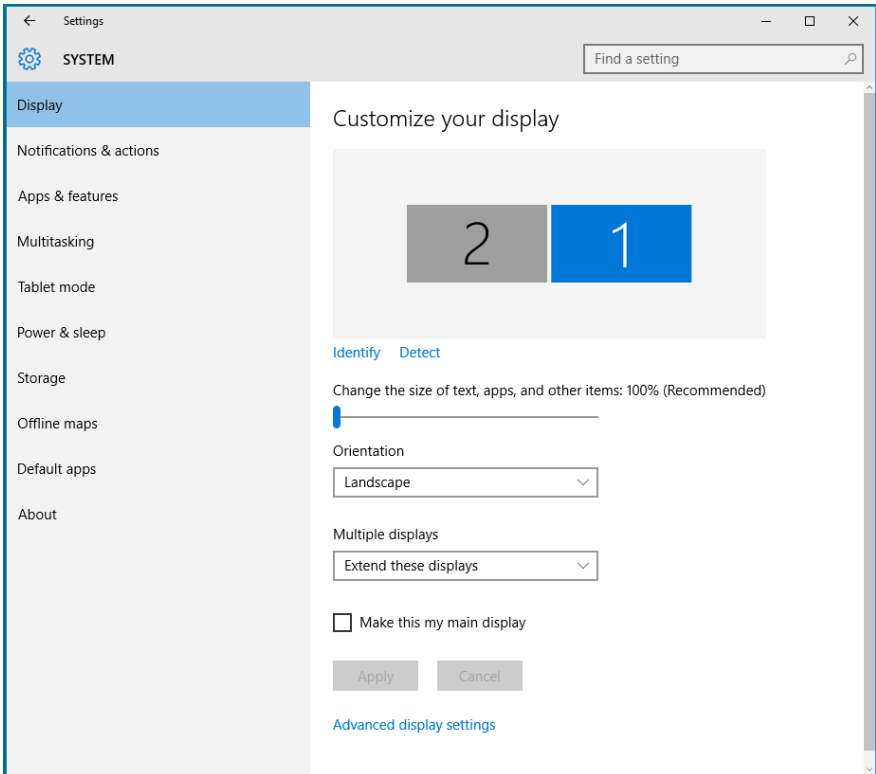 Settings
SYSTEM
Find a setting
Display
Notifications & actions
Apps & features
Multitasking
Tablet mode
Power & sleep
Storage
Offline maps
Default apps
About
Customize your display
2 1
Identify Detect
Change the size of text, apps, and other items: 100% (Recommended)
Orientation
Landscape
Multiple displays
Extend these displays
Make this my main display
Apply Cancel
Advanced display settings